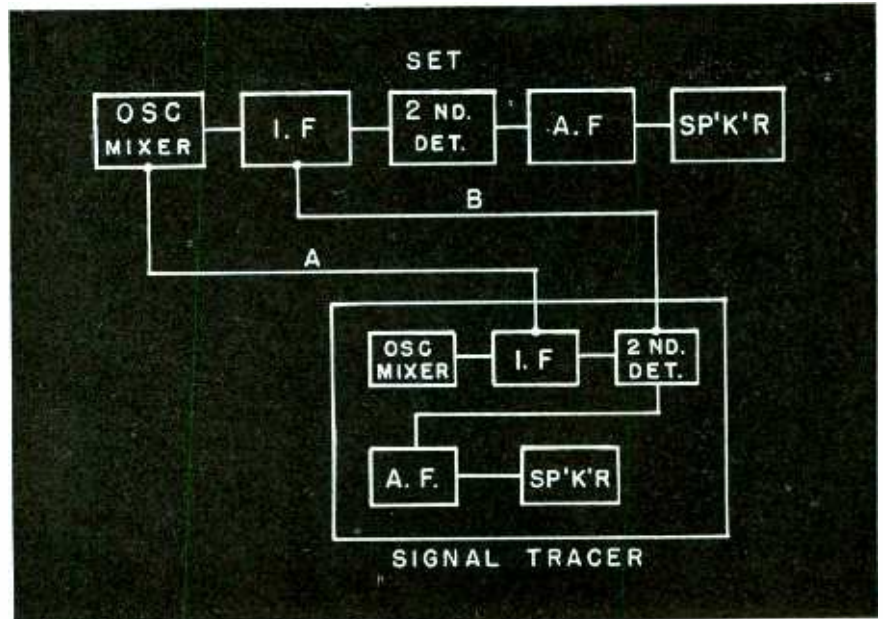 SET
OSC
MIXER
I. F
2 ND.
DET.
A. F
SP'K'R
B
A
OSC
MIXER
I. F
2 ND.
DET.
A. F.
SP'K'R
SIGNAL TRACER